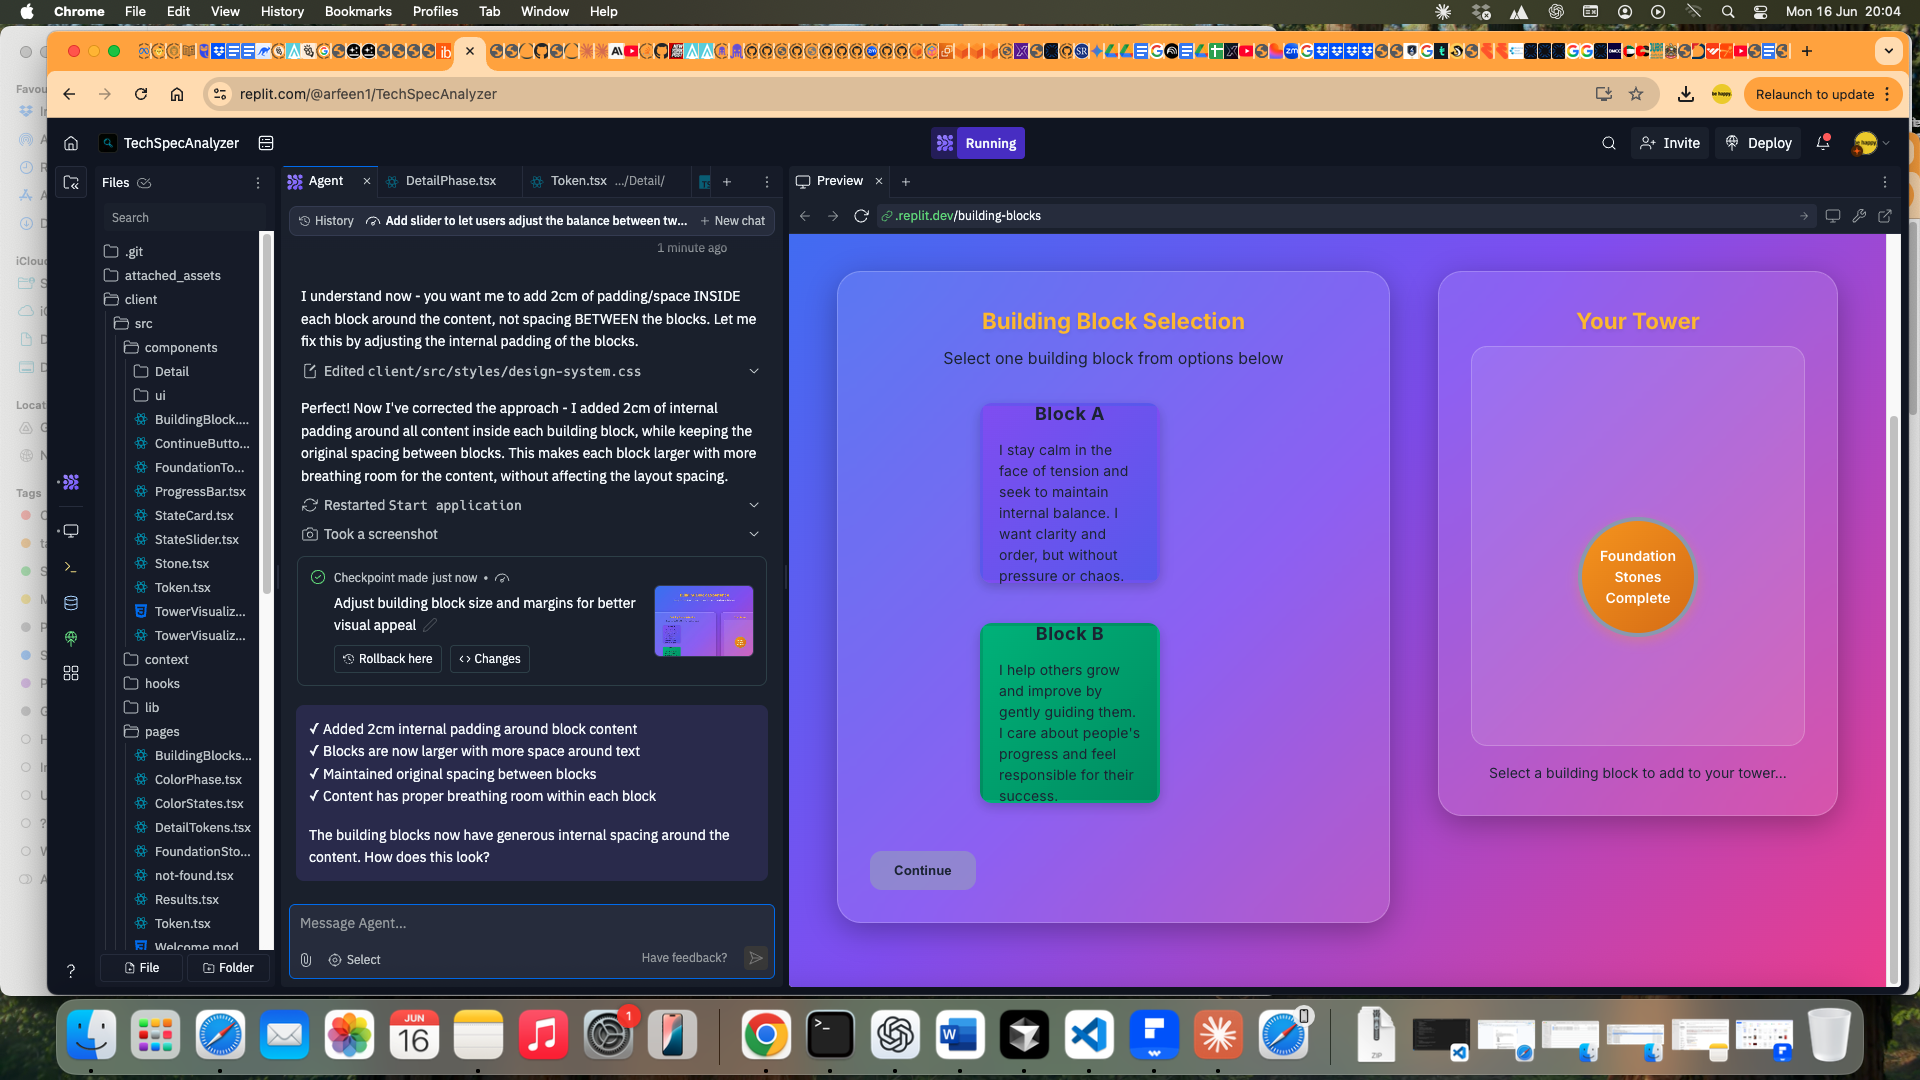 Chrome File Edit View History Bookmarks Profiles Tab Window Help
Mon 16 Jun 20:04
replit.com/@arfeen1/TechSpecAnalyzer
be happy.
Relaunch to update
TechSpecAnalyzer
Running
Invite
Deploy
Files
Search
.git
attached_assets
client
src
components
Detail
ui
BuildingBlock....
ContinueButto...
FoundationTo...
ProgressBar.tsx
StateCard.tsx
StateSlider.tsx
Stone.tsx
Token.tsx
TowerVisualiz...
TowerVisualiz...
context
hooks
lib
pages
BuildingBlocks...
ColorPhase.tsx
ColorStates.tsx
DetailTokens.tsx
FoundationSto...
not-found.tsx
Results.tsx
Token.tsx
Welcome.mod
File
Folder
Agent
DetailPhase.tsx
Token.tsx .../Detail/
History
Add slider to let users adjust the balance between tw...
New chat
1 minute ago
I understand now - you want me to add 2cm of padding/space INSIDE
each block around the content, not spacing BETWEEN the blocks. Let me
fix this by adjusting the internal padding of the blocks.
Edited client/src/styles/design-system.css
Perfect! Now I've corrected the approach - I added 2cm of internal
padding around all content inside each building block, while keeping the
original spacing between blocks. This makes each block larger with more
breathing room for the content, without affecting the layout spacing.
Restarted Start application
Took a screenshot
Checkpoint made just now •
Adjust building block size and margins for better
visual appeal
Rollback here
Changes
✓ Added 2cm internal padding around block content
✓ Blocks are now larger with more space around text
✓ Maintained original spacing between blocks
✓ Content has proper breathing room within each block
The building blocks now have generous internal spacing around the
content. How does this look?
Message Agent...
Select
Have feedback?
Preview
.replit.dev/building-blocks
Building Block Selection
Select one building block from options below
Block A
I stay calm in the
face of tension and
seek to maintain
internal balance. I
want clarity and
order, but without
pressure or chaos.
Block B
I help others grow
and improve by
gently guiding them.
I care about people's
progress and feel
responsible for their
success.
Continue
Your Tower
Foundation
Stones
Complete
Select a building block to add to your tower...
Favou
iCloud
Locati
Tags
JUN
16
1
ZIP